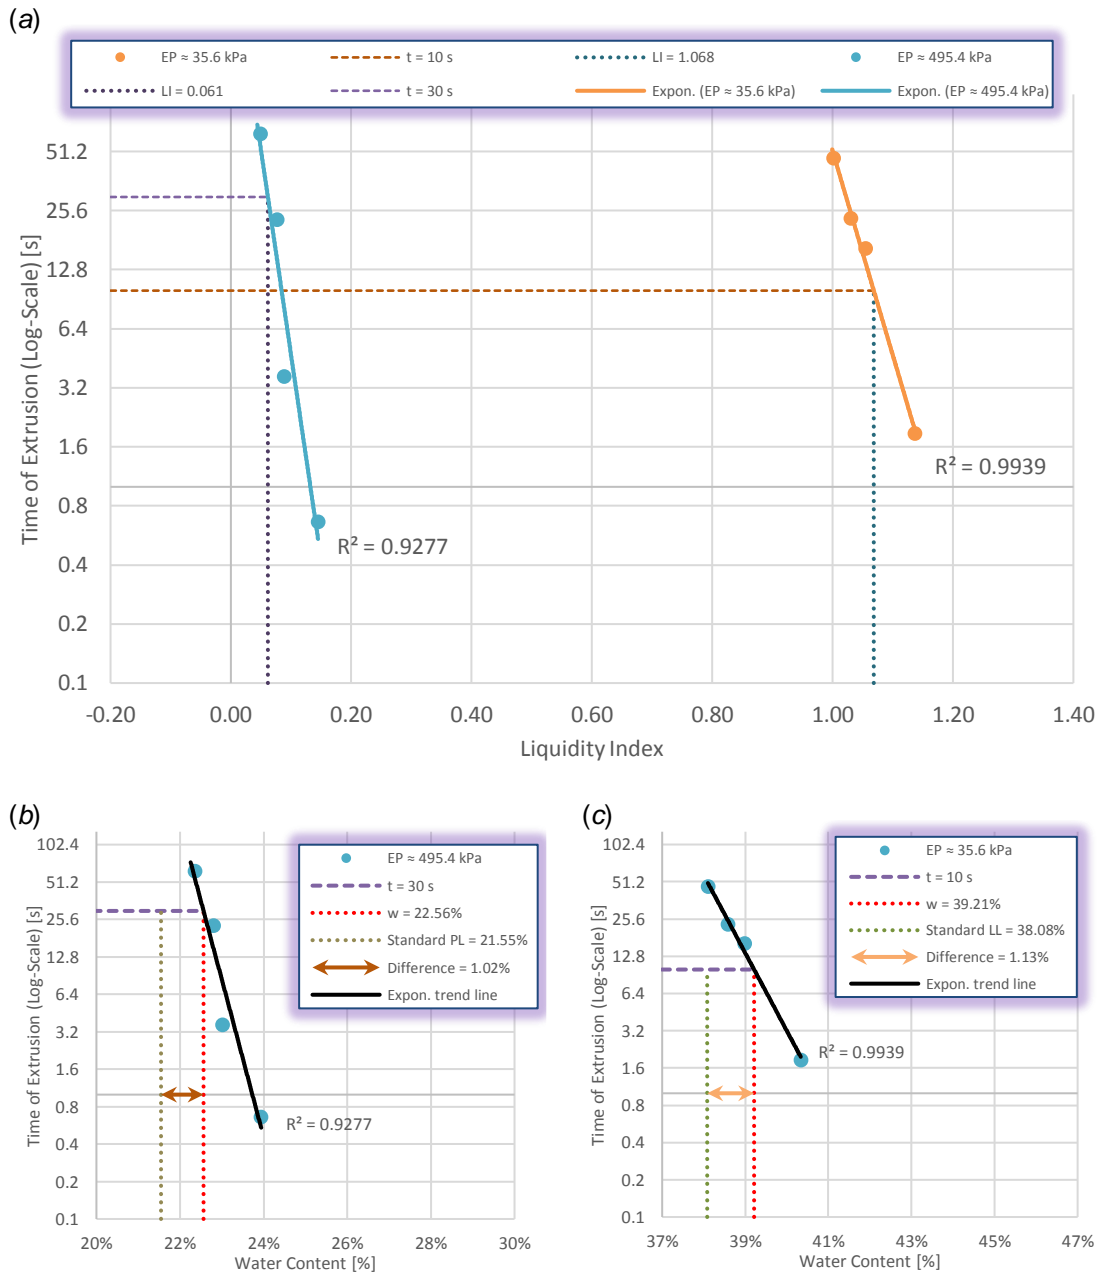 (a)
EP ≈ 35.6 kPa
t = 10 s
LI = 1.068
EP ≈ 495.4 kPa
LI = 0.061
t = 30 s
Expon. (EP ≈ 35.6 kPa)
Expon. (EP ≈ 495.4 kPa)
Time of Extrusion (Log-Scale) [s]
51.2
25.6
12.8
6.4
3.2
1.6
0.8
0.4
0.2
0.1
R² = 0.9277
R² = 0.9939
-0.20
0.00
0.20
0.40
0.60
0.80
1.00
1.20
1.40
Liquidity Index
(b)
Time of Extrusion (Log-Scale) [s]
102.4
51.2
25.6
12.8
6.4
3.2
1.6
0.8
0.4
0.2
0.1
EP ≈ 495.4 kPa
t = 30 s
w = 22.56%
Standard PL = 21.55%
Difference = 1.02%
Expon. trend line
R² = 0.9277
20%
22%
24%
26%
28%
30%
Water Content [%]
(c)
Time of Extrusion (Log-Scale) [s]
102.4
51.2
25.6
12.8
6.4
3.2
1.6
0.8
0.4
0.2
0.1
EP ≈ 35.6 kPa
t = 10 s
w = 39.21%
Standard LL = 38.08%
Difference = 1.13%
Expon. trend line
R² = 0.9939
37%
39%
41%
43%
45%
47%
Water Content [%]